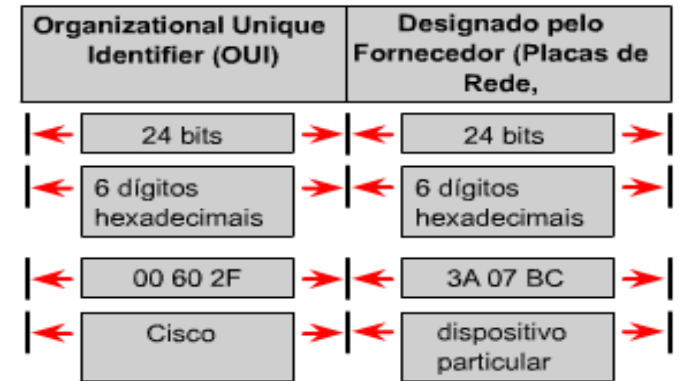 Organizational Unique
Identifier (OUI)
Designado pelo
Fornecedor (Placas de
Rede,
24 bits
24 bits
6 dígitos
hexadecimais
6 dígitos
hexadecimais
00 60 2F
3A 07 BC
Cisco
dispositivo
particular